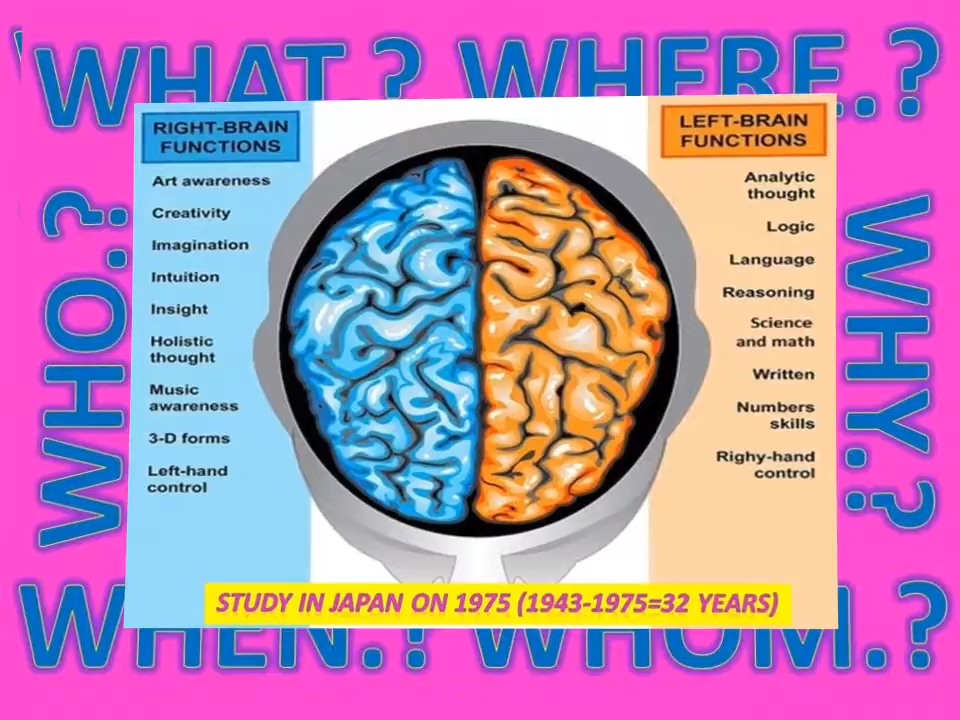 WHAT.? WHERE.?
WHO.?
WHY.?
RIGHT-BRAIN
FUNCTIONS
Art awareness
Creativity
Imagination
Intuition
Insight
Holistic
thought
Music
awareness
3-D forms
Left-hand
control
LEFT-BRAIN
FUNCTIONS
Analytic
thought
Logic
Language
Reasoning
Science
and math
Written
Numbers
skills
Righy-hand
control
STUDY IN JAPAN ON 1975 (1943-1975=32 YEARS)
WHEN.? WHOM.?